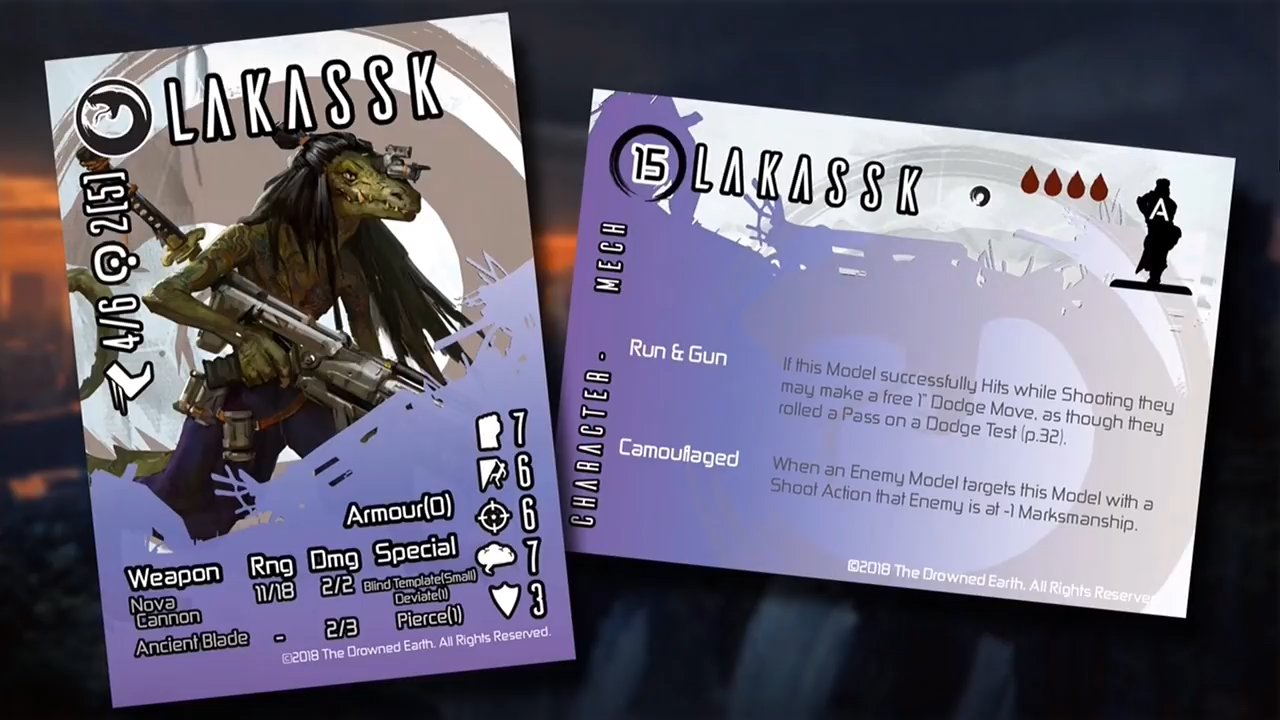 LAKASSK
4/6 2[5]
7
6
6
7
3
Armour(0)
Weapon Rng Dmg Special
Nova Cannon 11/18 2/2 Blind Template(Small)
Deviate(1)
Ancient Blade - 2/3 Pierce(1)
©2018 The Drowned Earth. All Rights Reserved.
15 LAKASSK
A
CHARACTER - MECH
Run & Gun
If this Model successfully Hits while Shooting they
may make a free 1" Dodge Move, as though they
rolled a Pass on a Dodge Test (p.32).
Camouflaged
When an Enemy Model targets this Model with a
Shoot Action that Enemy is at -1 Marksmanship.
©2018 The Drowned Earth. All Rights Reserve